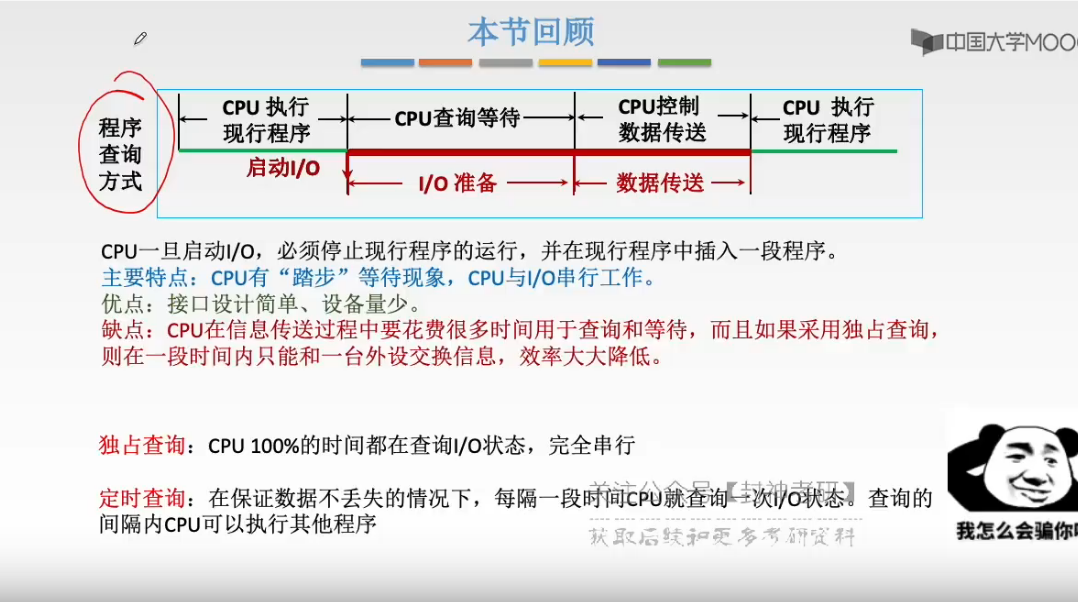 本节回顾
中国大学MOO
程序
查询
方式
CPU 执行
现行程序
CPU查询等待
CPU控制
数据传送
CPU 执行
现行程序
启动I/O
I/O 准备
数据传送
CPU一旦启动I/O，必须停止现行程序的运行，并在现行程序中插入一段程序。
主要特点：CPU有“踏步”等待现象，CPU与I/O串行工作。
优点：接口设计简单、设备量少。
缺点：CPU在信息传送过程中要花费很多时间用于查询和等待，而且如果采用独占查询，
则在一段时间内只能和一台外设交换信息，效率大大降低。
独占查询：CPU 100%的时间都在查询I/O状态，完全串行
关注公众号【封神考研】
定时查询：在保证数据不丢失的情况下，每隔一段时间CPU就查询一次I/O状态。查询的
间隔内CPU可以执行其他程序
获取后续和更多考研资料
我怎么会骗你